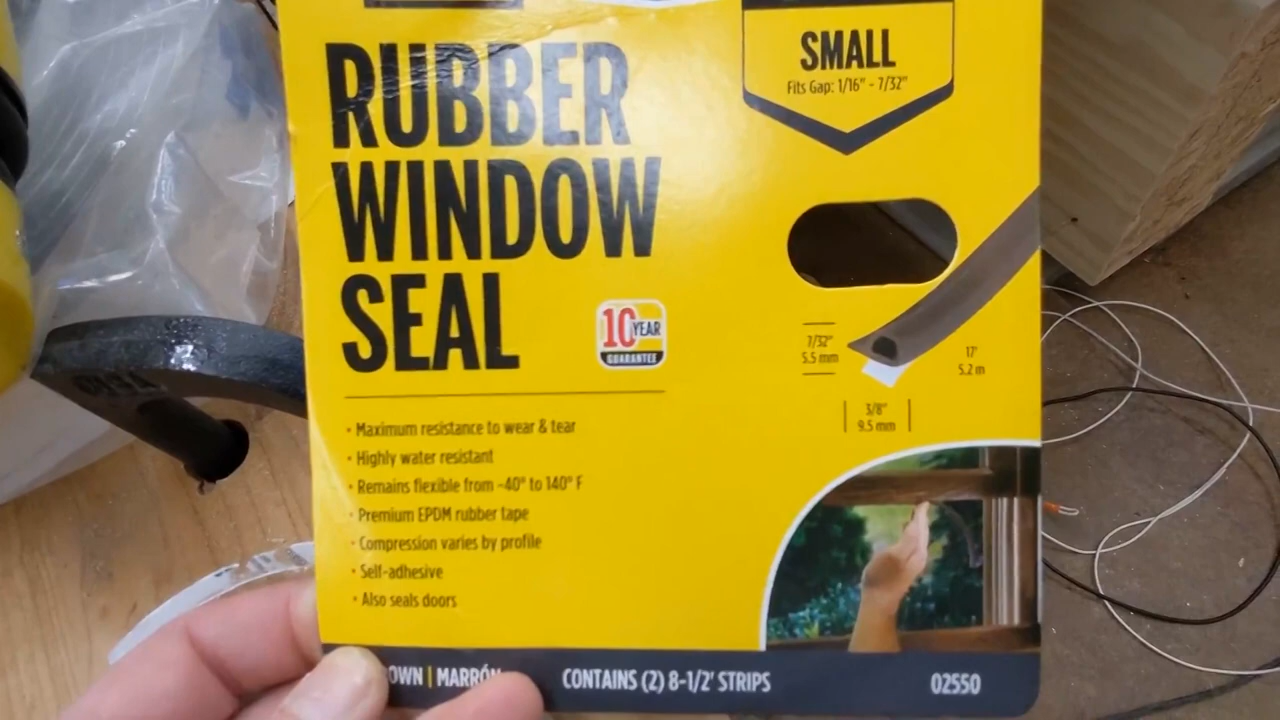 SMALL
Fits Gap: 1/16" - 7/32"
RUBBER
WINDOW
SEAL
10 YEAR
GUARANTEE
7/32"
5.5 mm
17'
5.2 m
3/8"
9.5 mm
• Maximum resistance to wear & tear
• Highly water resistant
• Remains flexible from -40° to 140° F
• Premium EPDM rubber tape
• Compression varies by profile
• Self-adhesive
• Also seals doors
OWN | MARRÓN
CONTAINS (2) 8-1/2' STRIPS
02550